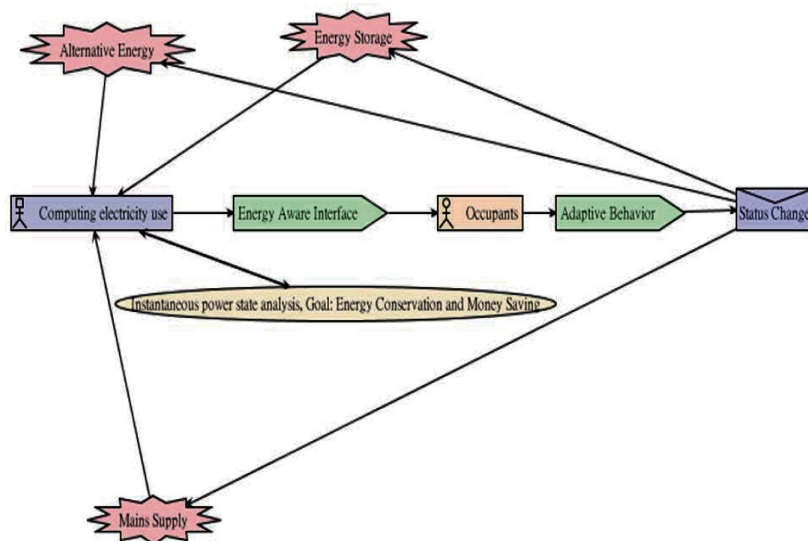 Energy Storage
Alternative Energy
Computing electricity use
Energy Aware Interface
Occupants
Adaptive Behavior
Status Change
Instantaneous power state analysis, Goal: Energy Conservation and Money Saving
Mains Supply